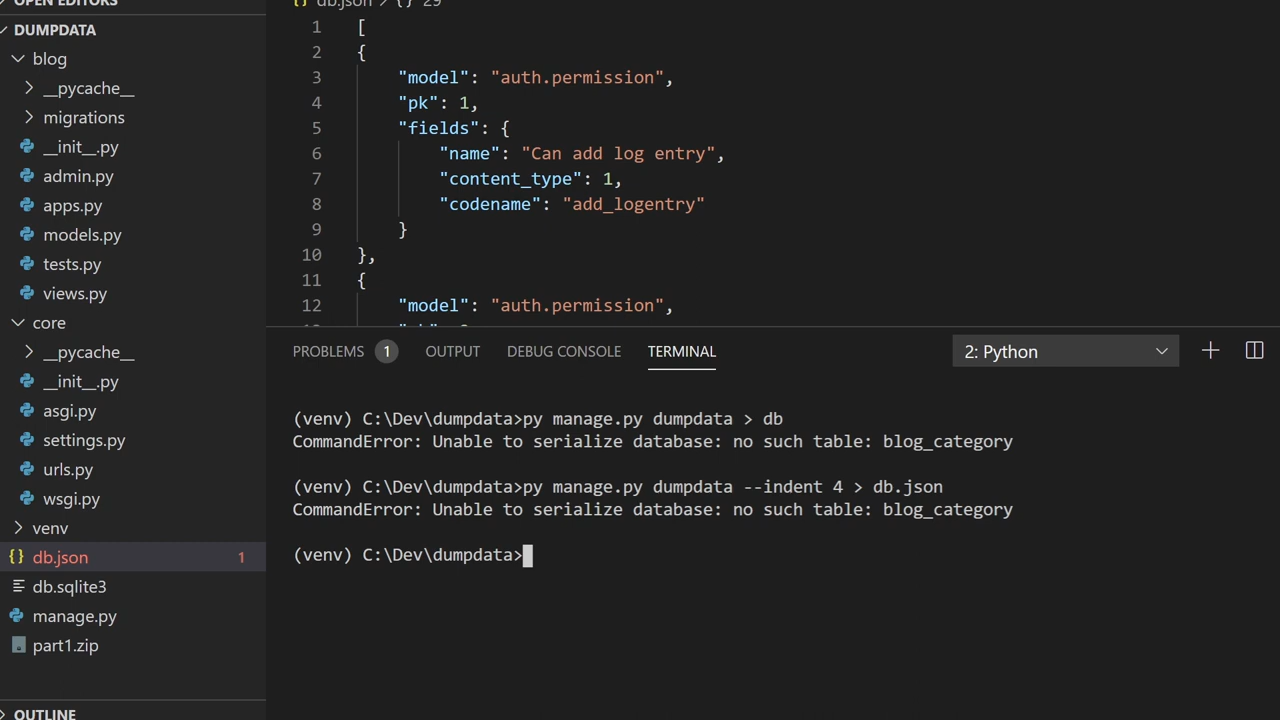 OPEN EDITORS
DUMPDATA
blog
__pycache__
migrations
__init__.py
admin.py
apps.py
models.py
tests.py
views.py
core
__pycache__
__init__.py
asgi.py
settings.py
urls.py
wsgi.py
venv
{} db.json 1
db.sqlite3
manage.py
part1.zip
OUTLINE
{} db.json > {} 29
1 [
2 {
3 "model": "auth.permission",
4 "pk": 1,
5 "fields": {
6 "name": "Can add log entry",
7 "content_type": 1,
8 "codename": "add_logentry"
9 }
10 },
11 {
12 "model": "auth.permission",
PROBLEMS 1 OUTPUT DEBUG CONSOLE TERMINAL 2: Python
(venv) C:\Dev\dumpdata>py manage.py dumpdata > db
CommandError: Unable to serialize database: no such table: blog_category
(venv) C:\Dev\dumpdata>py manage.py dumpdata --indent 4 > db.json
CommandError: Unable to serialize database: no such table: blog_category
(venv) C:\Dev\dumpdata>